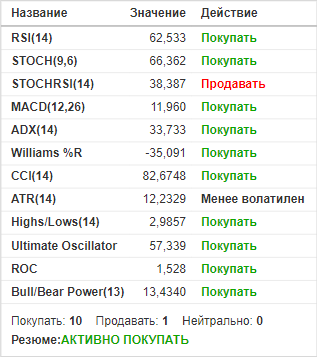 Название Значение Действие
RSI(14) 62,533 Покупать
STOCH(9,6) 66,362 Покупать
STOCHRSI(14) 38,387 Продавать
MACD(12,26) 11,960 Покупать
ADX(14) 33,733 Покупать
Williams %R -35,091 Покупать
CCI(14) 82,6748 Покупать
ATR(14) 12,2329 Менее волатилен
Highs/Lows(14) 2,9857 Покупать
Ultimate Oscillator 57,339 Покупать
ROC 1,528 Покупать
Bull/Bear Power(13) 13,4340 Покупать
Покупать: 10 Продавать: 1 Нейтрально: 0
Резюме:АКТИВНО ПОКУПАТЬ